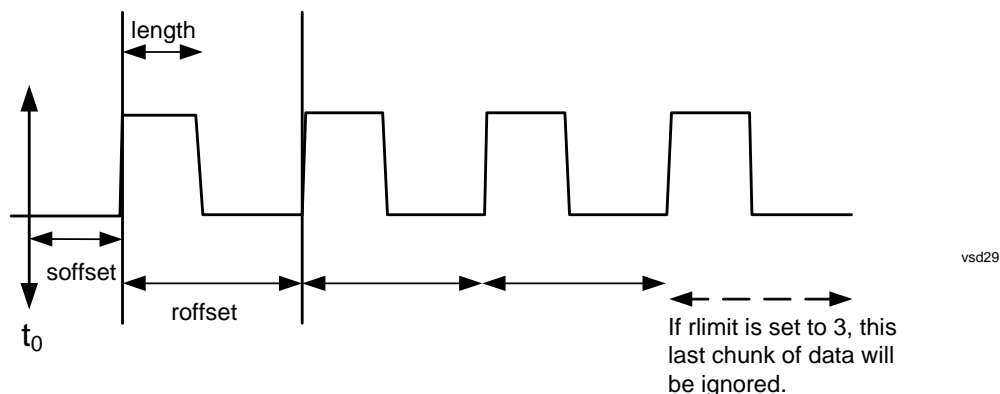 length
soffset
roffset
t₀
vsd29
If rlimit is set to 3, this
last chunk of data will
be ignored.